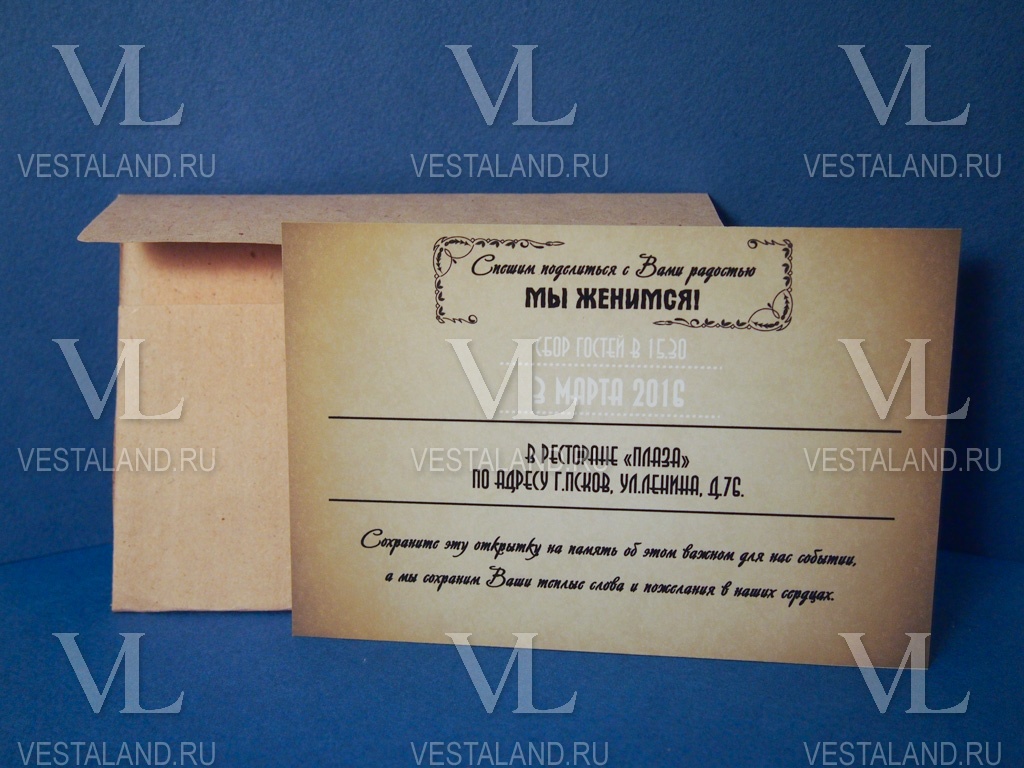 VL VL VL
VESTALAND.RU VESTALAND.RU VESTALAND.RU
Спешим поделиться с Вами радостью
МЫ ЖЕНИМСЯ!
СБОР ГОСТЕЙ В 15.30
3 МАРТА 2016
VL VL VL
В РЕСТОРАНЕ «ПЛАЗА»
VESTALAND.RU VESTALAND.RU VESTALAND.RU
ПО АДРЕСУ Г.ПСКОВ, УЛ.ЛЕНИНА, Д.76.
Сохраните эту открытку на память об этом важном для нас событии,
а мы сохраним Ваши теплые слова и пожелания в наших сердцах.
VL VL VL
VESTALAND.RU VESTALAND.RU VESTALAND.RU